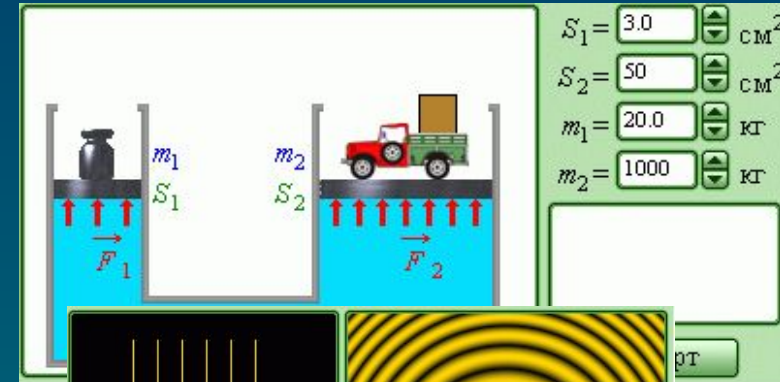 S₁= 3.0 см²
S₂= 50 см²
m₁= 20.0 кг
m₂= 1000 кг
m₁ m₂
S₁ S₂
F₁ F₂
рт